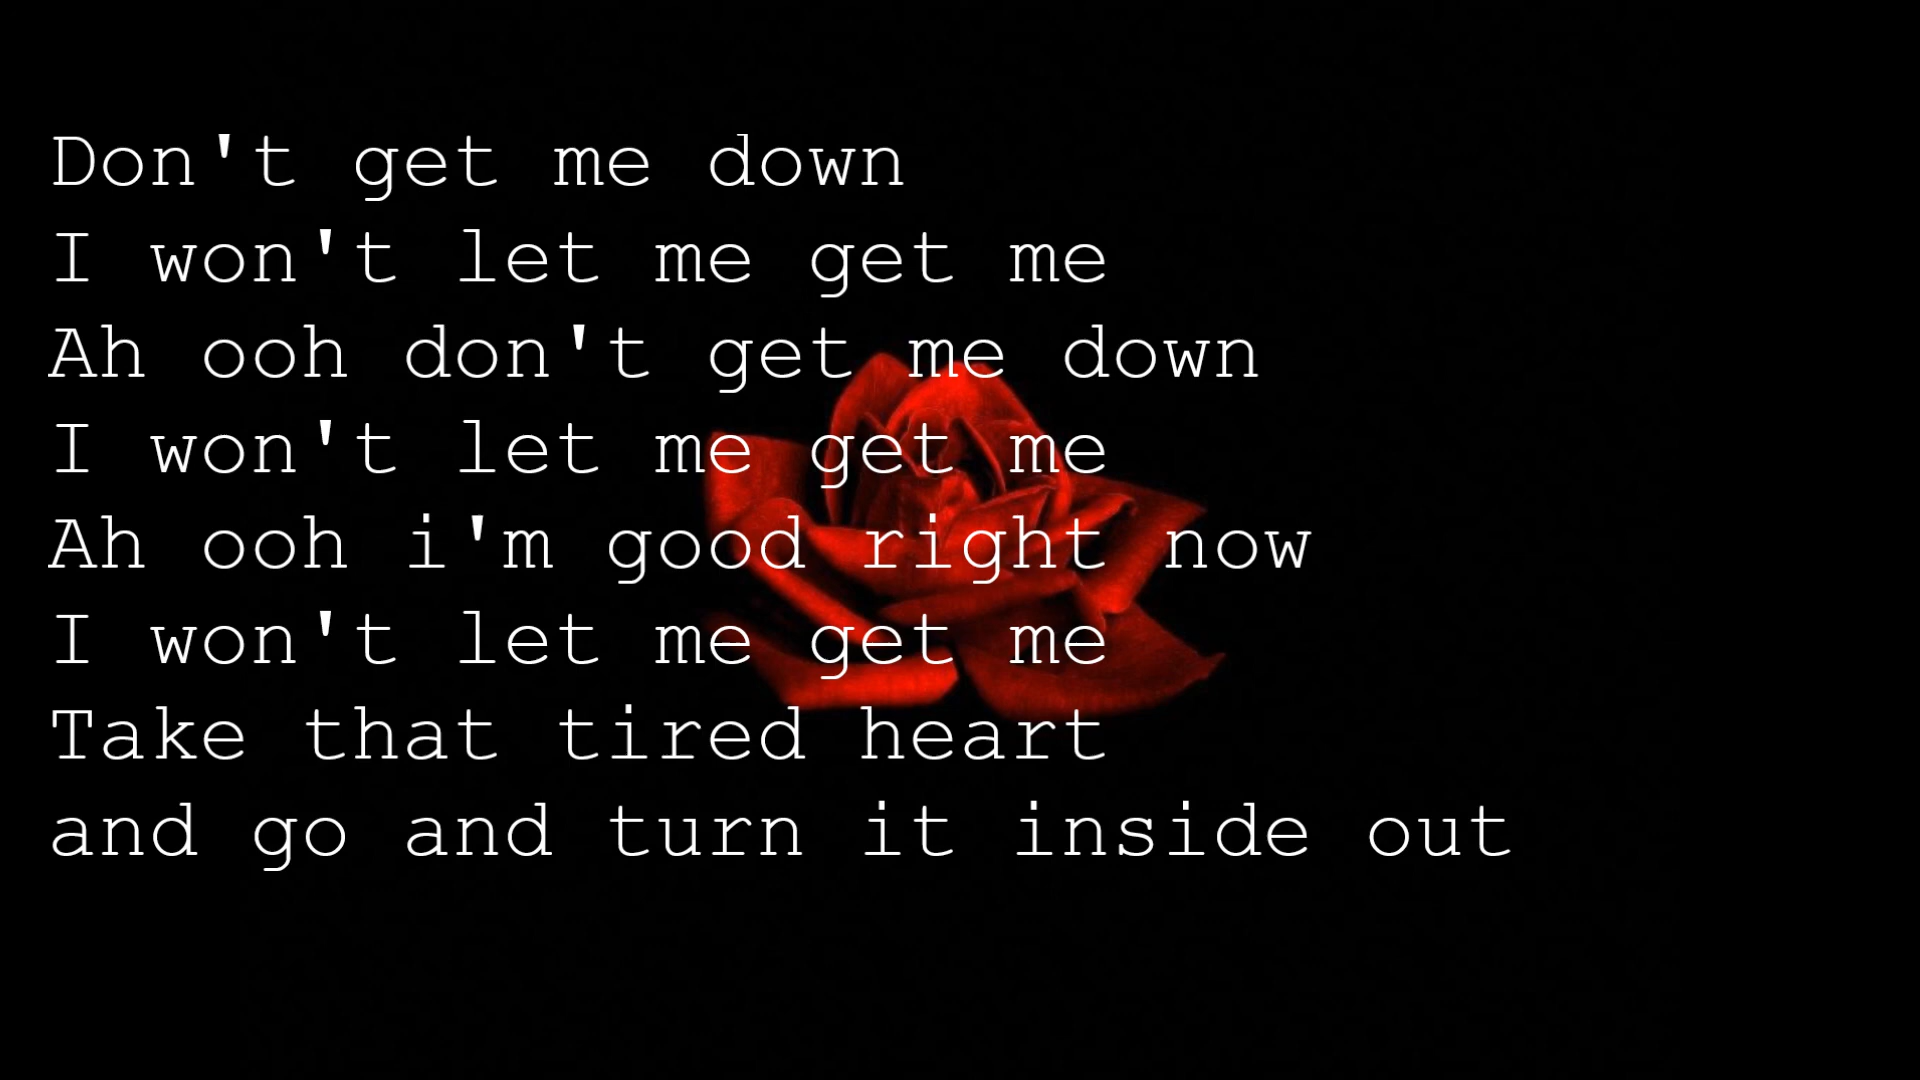 Don't get me down
I won't let me get me
Ah ooh don't get me down
I won't let me get me
Ah ooh i'm good right now
I won't let me get me
Take that tired heart
and go and turn it inside out